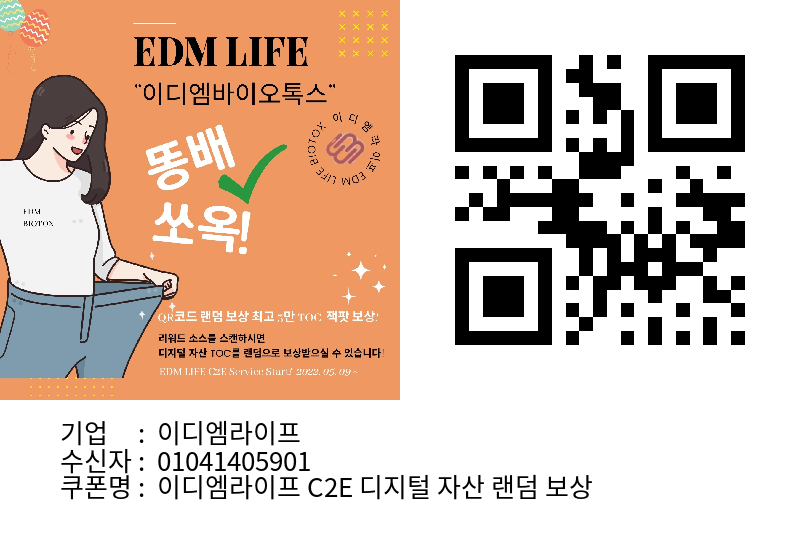 EDM LIFE
"이디엠바이오톡스"
이디엠라이프 EDM LIFE BIOTOX
똥배
쏘옥!
EDM
BIOTOX
QR코드 랜덤 보상 최고 5만 TOC 잭팟 보상!
리워드 소스를 스캔하시면
디지털 자산 TOC를 랜덤으로 보상받으실 수 있습니다!
EDM LIFE C2E Service Start! 2022. 05. 09 ~
기업 : 이디엠라이프
수신자 : 01041405901
쿠폰명 : 이디엠라이프 C2E 디지털 자산 랜덤 보상